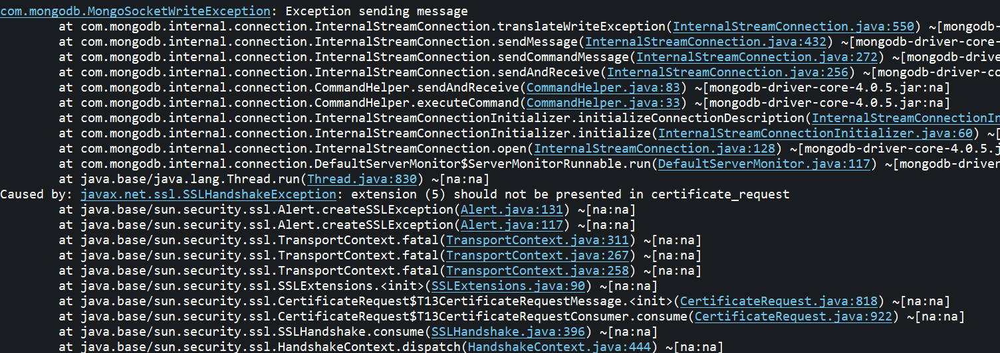 com.mongodb.MongoSocketWriteException: Exception sending message
at com.mongodb.internal.connection.InternalStreamConnection.translateWriteException(InternalStreamConnection.java:550) ~[mongodb-
at com.mongodb.internal.connection.InternalStreamConnection.sendMessage(InternalStreamConnection.java:432) ~[mongodb-driver-core-
at com.mongodb.internal.connection.InternalStreamConnection.sendCommandMessage(InternalStreamConnection.java:272) ~[mongodb-driver
at com.mongodb.internal.connection.InternalStreamConnection.sendAndReceive(InternalStreamConnection.java:256) ~[mongodb-driver-co
at com.mongodb.internal.connection.CommandHelper.sendAndReceive(CommandHelper.java:83) ~[mongodb-driver-core-4.0.5.jar:na]
at com.mongodb.internal.connection.CommandHelper.executeCommand(CommandHelper.java:33) ~[mongodb-driver-core-4.0.5.jar:na]
at com.mongodb.internal.connection.InternalStreamConnectionInitializer.initializeConnectionDescription(InternalStreamConnectionIn
at com.mongodb.internal.connection.InternalStreamConnectionInitializer.initialize(InternalStreamConnectionInitializer.java:60) ~[
at com.mongodb.internal.connection.InternalStreamConnection.open(InternalStreamConnection.java:128) ~[mongodb-driver-core-4.0.5.j
at com.mongodb.internal.connection.DefaultServerMonitor$ServerMonitorRunnable.run(DefaultServerMonitor.java:117) ~[mongodb-driver
at java.base/java.lang.Thread.run(Thread.java:830) ~[na:na]
Caused by: javax.net.ssl.SSLHandshakeException: extension (5) should not be presented in certificate_request
at java.base/sun.security.ssl.Alert.createSSLException(Alert.java:131) ~[na:na]
at java.base/sun.security.ssl.Alert.createSSLException(Alert.java:117) ~[na:na]
at java.base/sun.security.ssl.TransportContext.fatal(TransportContext.java:311) ~[na:na]
at java.base/sun.security.ssl.TransportContext.fatal(TransportContext.java:267) ~[na:na]
at java.base/sun.security.ssl.TransportContext.fatal(TransportContext.java:258) ~[na:na]
at java.base/sun.security.ssl.SSLExtensions.<init>(SSLExtensions.java:90) ~[na:na]
at java.base/sun.security.ssl.CertificateRequest$T13CertificateRequestMessage.<init>(CertificateRequest.java:818) ~[na:na]
at java.base/sun.security.ssl.CertificateRequest$T13CertificateRequestConsumer.consume(CertificateRequest.java:922) ~[na:na]
at java.base/sun.security.ssl.SSLHandshake.consume(SSLHandshake.java:396) ~[na:na]
at java.base/sun.security.ssl.HandshakeContext.dispatch(HandshakeContext.java:444) ~[na:na]